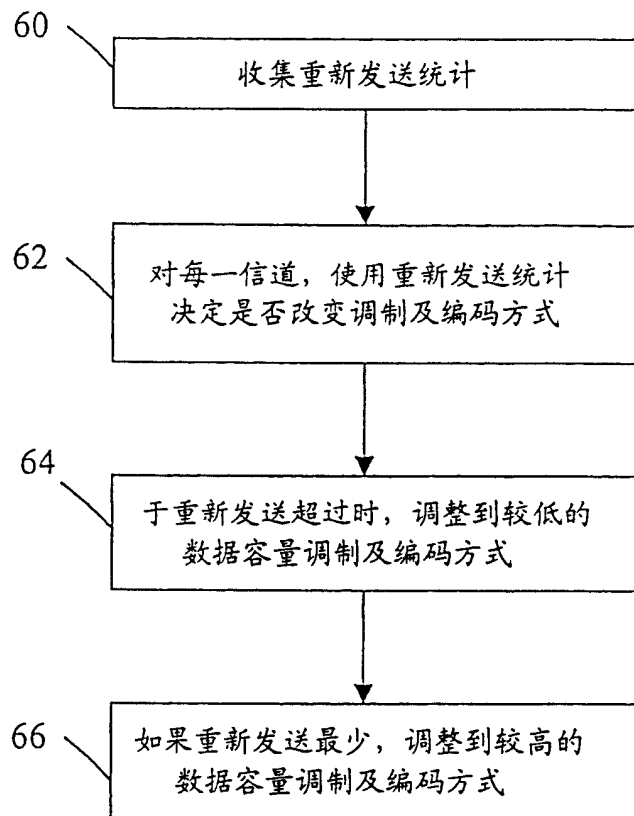 60
收集重新发送统计
62
对每一信道，使用重新发送统计
决定是否改变调制及编码方式
64
于重新发送超过时，调整到较低的
数据容量调制及编码方式
66
如果重新发送最少，调整到较高的
数据容量调制及编码方式